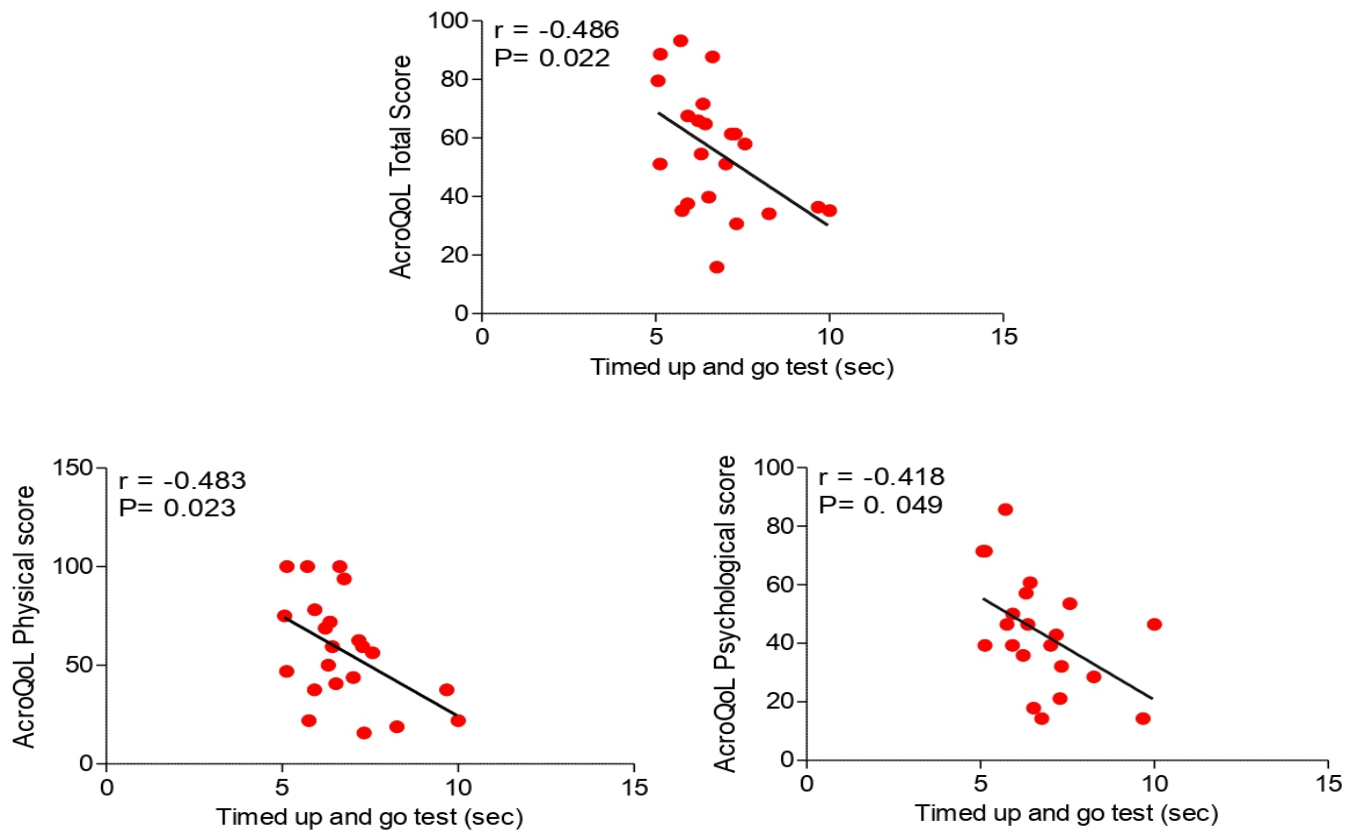 r = -0.486
P= 0.022
AcroQoL Total Score
100
80
60
40
20
0
0 5 10 15
Timed up and go test (sec)
r = -0.483
P= 0.023
AcroQoL Physical score
150
100
50
0
0 5 10 15
Timed up and go test (sec)
r = -0.418
P= 0. 049
AcroQoL Psychological score
100
80
60
40
20
0
0 5 10 15
Timed up and go test (sec)